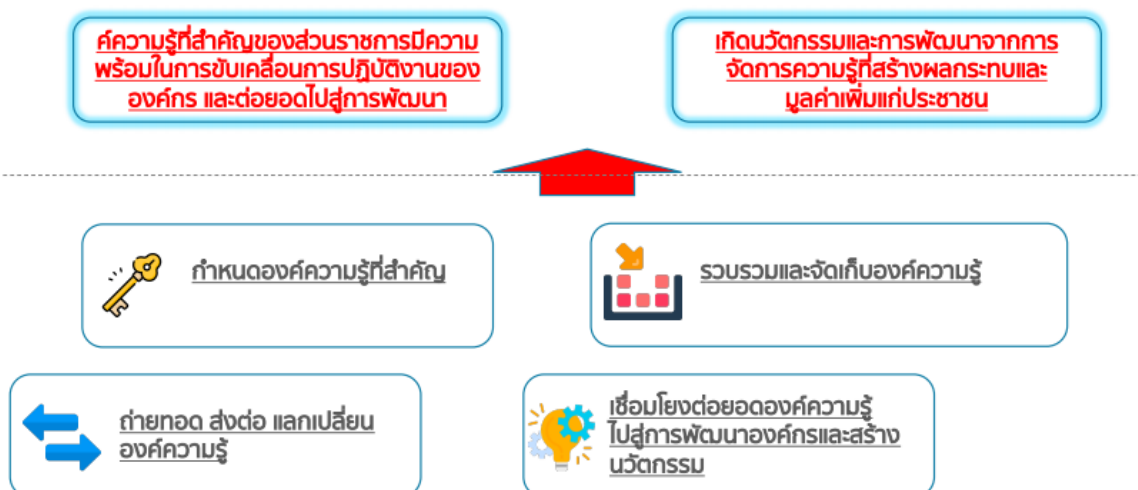 ค์ความรู้ที่สำคัญของส่วนราชการมีความ
พร้อมในการขับเคลื่อนการปฏิบัติงานของ
องค์กร และต่อยอดไปสู่การพัฒนา
เกิดนวัตกรรมและการพัฒนาจากการ
จัดการความรู้ที่สร้างผลกระทบและ
มูลค่าเพิ่มแก่ประชาชน
กำหนดองค์ความรู้ที่สำคัญ
รวบรวมและจัดเก็บองค์ความรู้
ถ่ายทอด ส่งต่อ แลกเปลี่ยน
องค์ความรู้
เชื่อมโยงต่อยอดองค์ความรู้
ไปสู่การพัฒนาองค์กรและสร้าง
นวัตกรรม